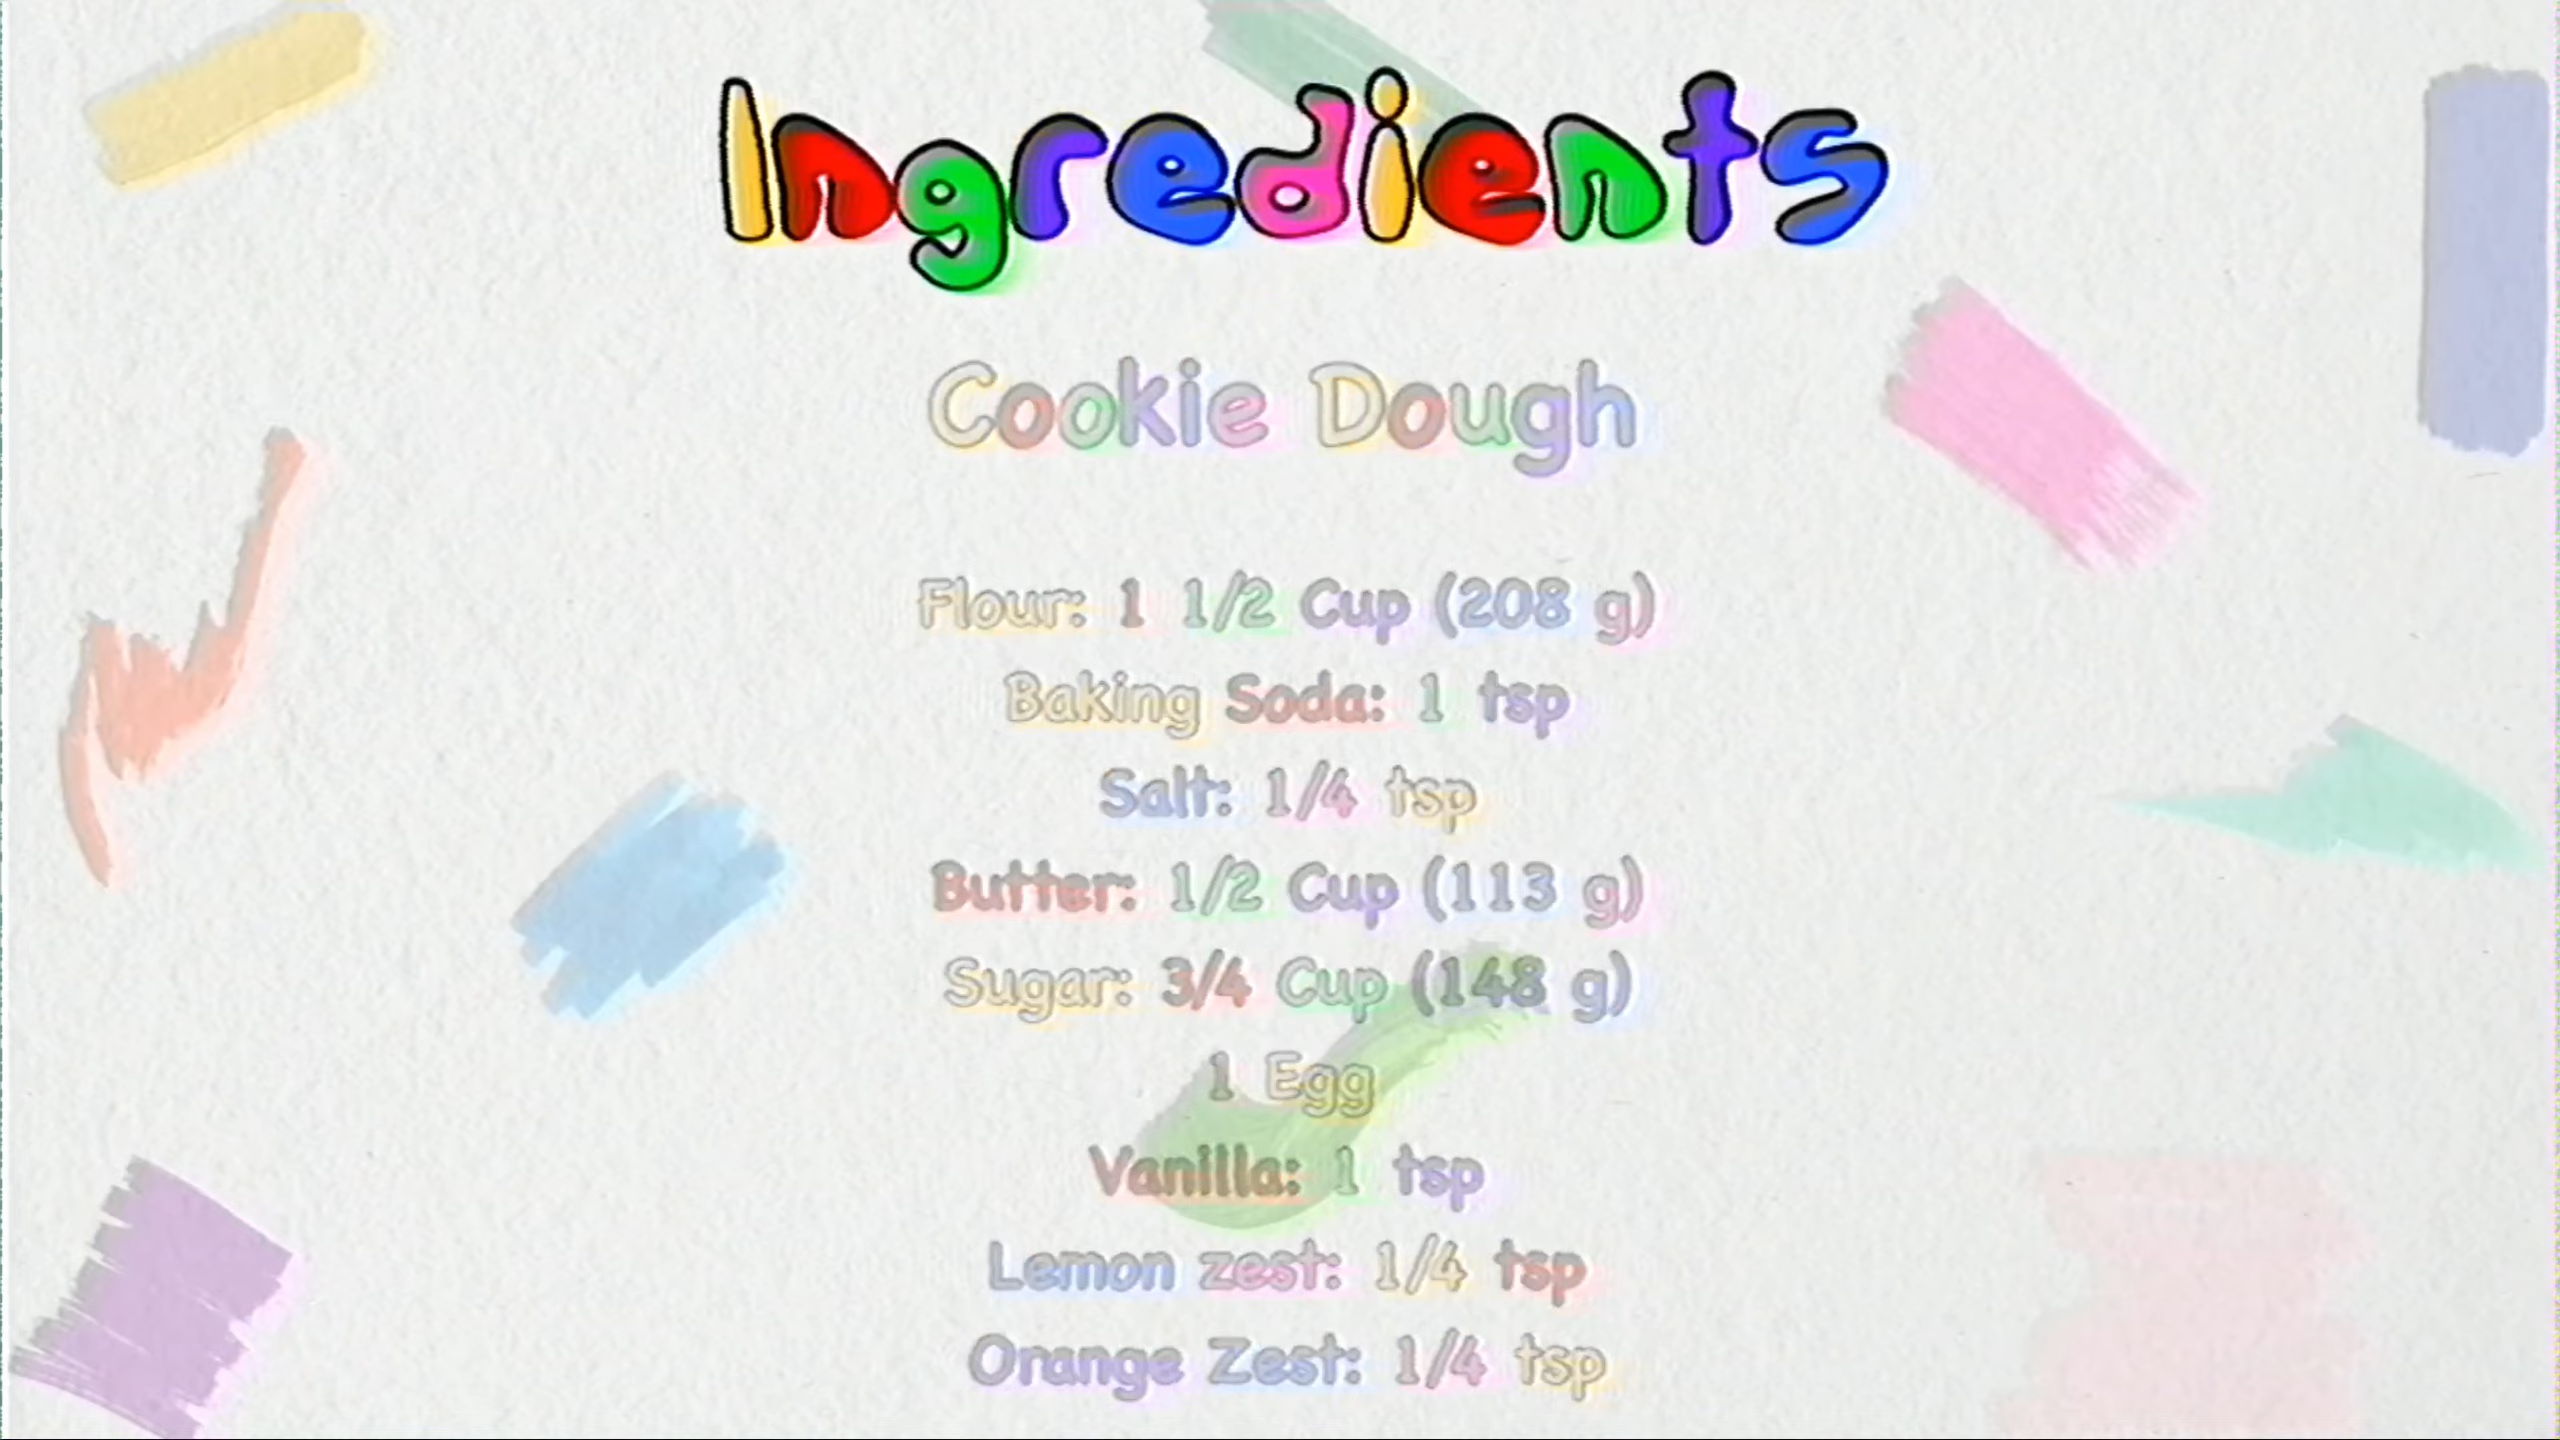 Ingredients
Cookie Dough
Flour: 1 1/2 Cup (208 g)
Baking Soda: 1 tsp
Salt: 1/4 tsp
Butter: 1/2 Cup (113 g)
Sugar: 3/4 Cup (148 g)
1 Egg
Vanilla: 1 tsp
Lemon zest: 1/4 tsp
Orange Zest: 1/4 tsp